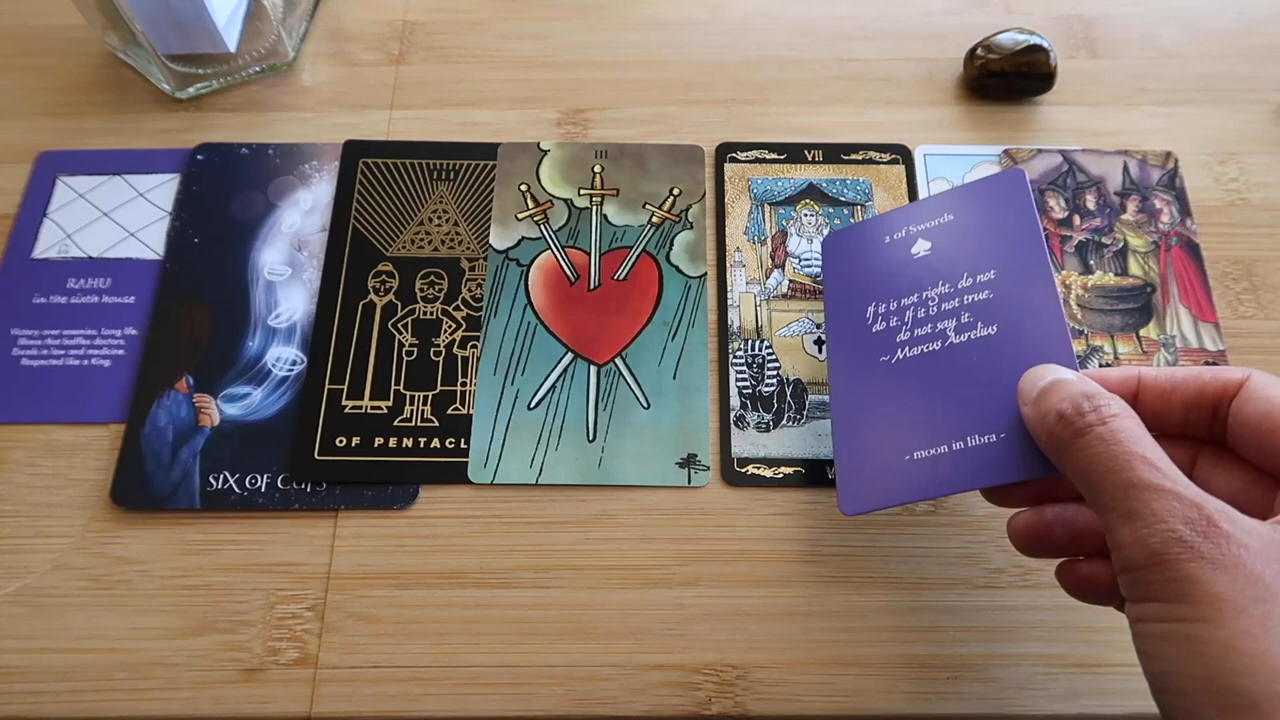 RAHU
in the sixth house
Victory over enemies, long life.
Illness that baffles doctors.
Excels in law and medicine.
Respected like a King.
SIX OF CUPS
III
OF PENTACL
III
VII
2 of Swords
If it is not right, do not
do it. If it is not true,
do not say it.
~ Marcus Aurelius
- moon in libra -